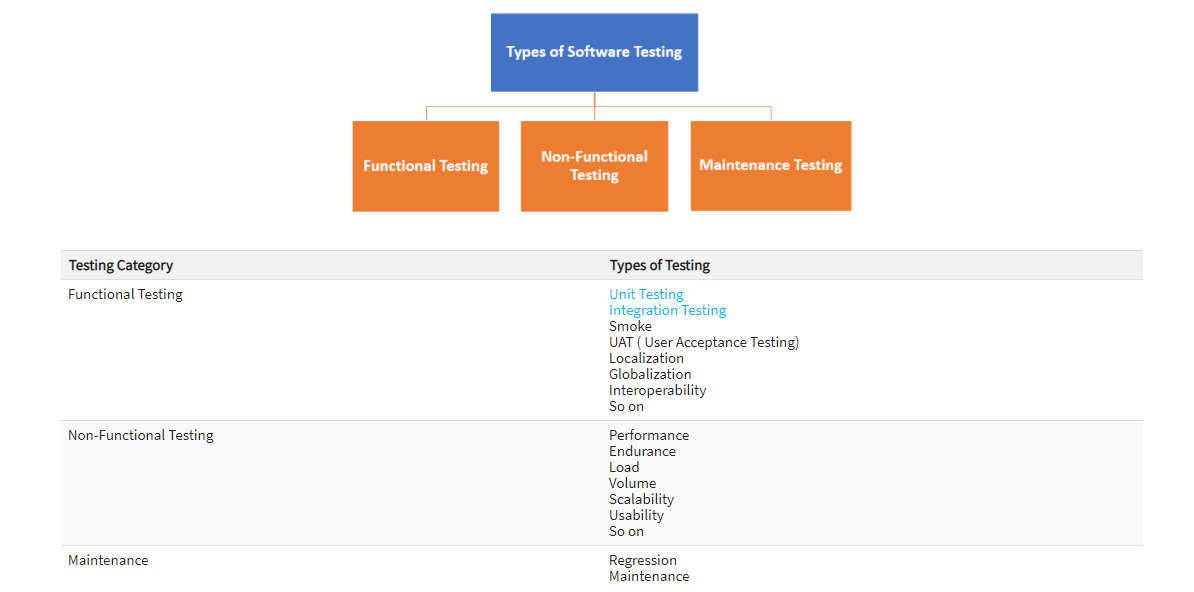 Types of Software Testing
Functional Testing
Non-Functional
Testing
Maintenance Testing
Testing Category
Types of Testing
Functional Testing
Unit Testing
Integration Testing
Smoke
UAT ( User Acceptance Testing)
Localization
Globalization
Interoperability
So on
Non-Functional Testing
Performance
Endurance
Load
Volume
Scalability
Usability
So on
Maintenance
Regression
Maintenance